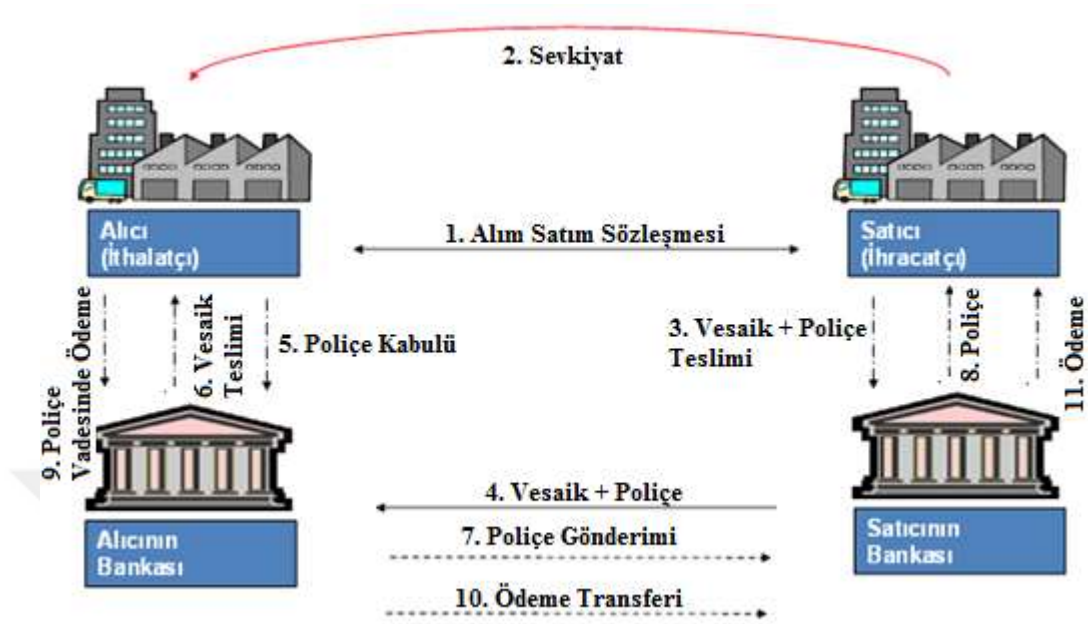 2. Sevkiyat
Alıcı
(İthalatçı)
1. Alım Satım Sözleşmesi
Satıcı
(İhracatçı)
9. Poliçe
Vadesinde Ödeme
6. Vesaik
Teslimi
5. Poliçe Kabulü
3. Vesaik + Poliçe
Teslimi
8. Poliçe
11. Ödeme
4. Vesaik + Poliçe
7. Poliçe Gönderimi
10. Ödeme Transferi
Alıcının
Bankası
Satıcının
Bankası